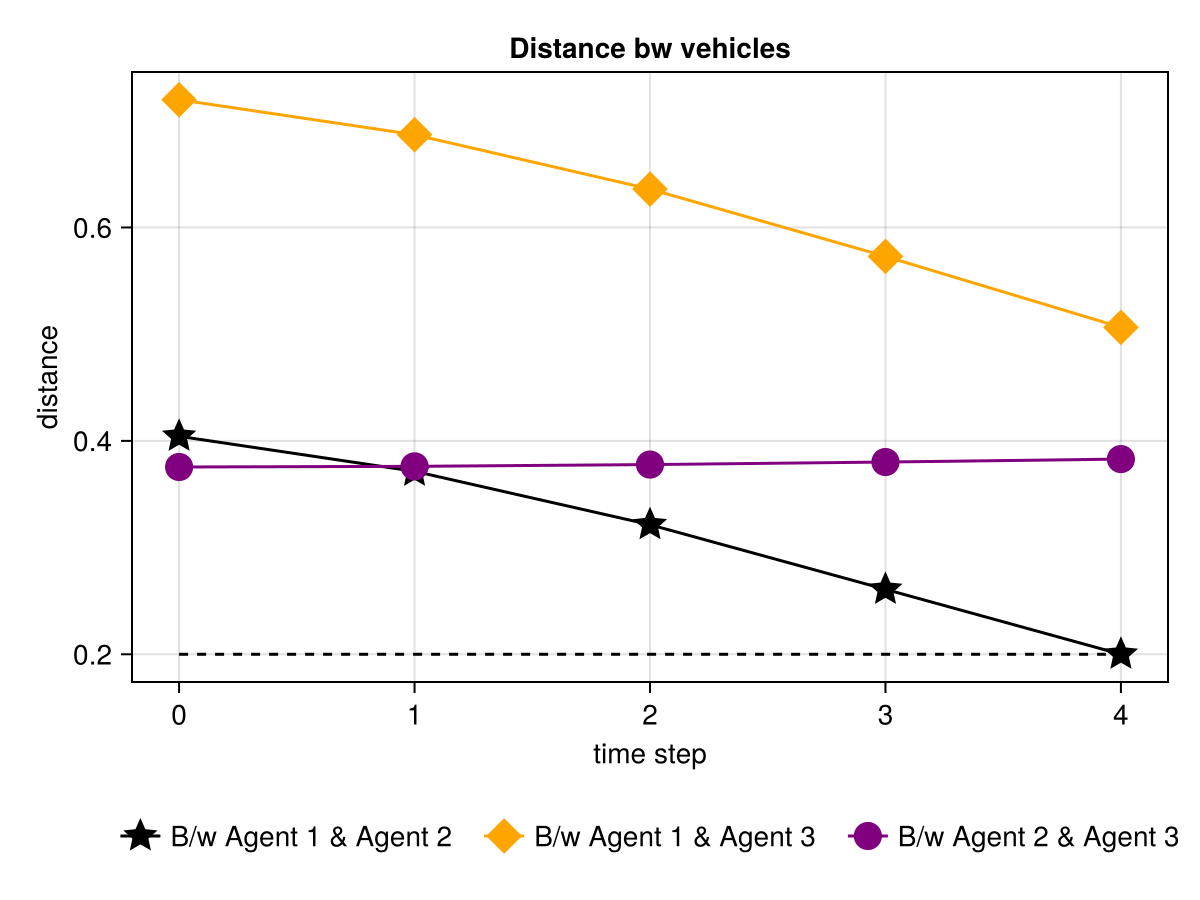 Distance bw vehicles
distance
0.6
0.4
0.2
0 1 2 3 4
time step
B/w Agent 1 & Agent 2 B/w Agent 1 & Agent 3 B/w Agent 2 & Agent 3